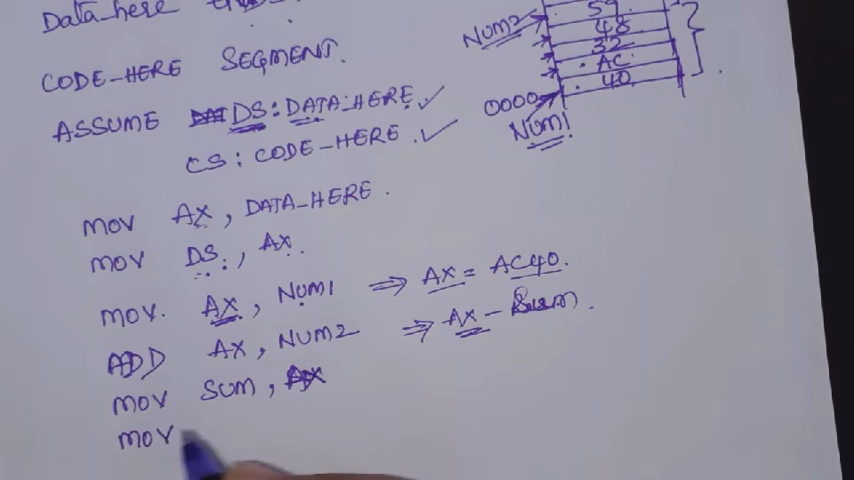 Data_here
CODE-HERE SEGMENT.
ASSUME DS: DATA-HERE
CS: CODE-HERE.
MOV AX, DATA-HERE.
MOV DS, AX.
MOV. AX, NUM1 ⇒ AX = AC40.
ADD AX, NUM2 ⇒ AX - Sum.
MOV SUM, AX
MOV
NUM2
59
48
32
AC
40
0000
NUM1